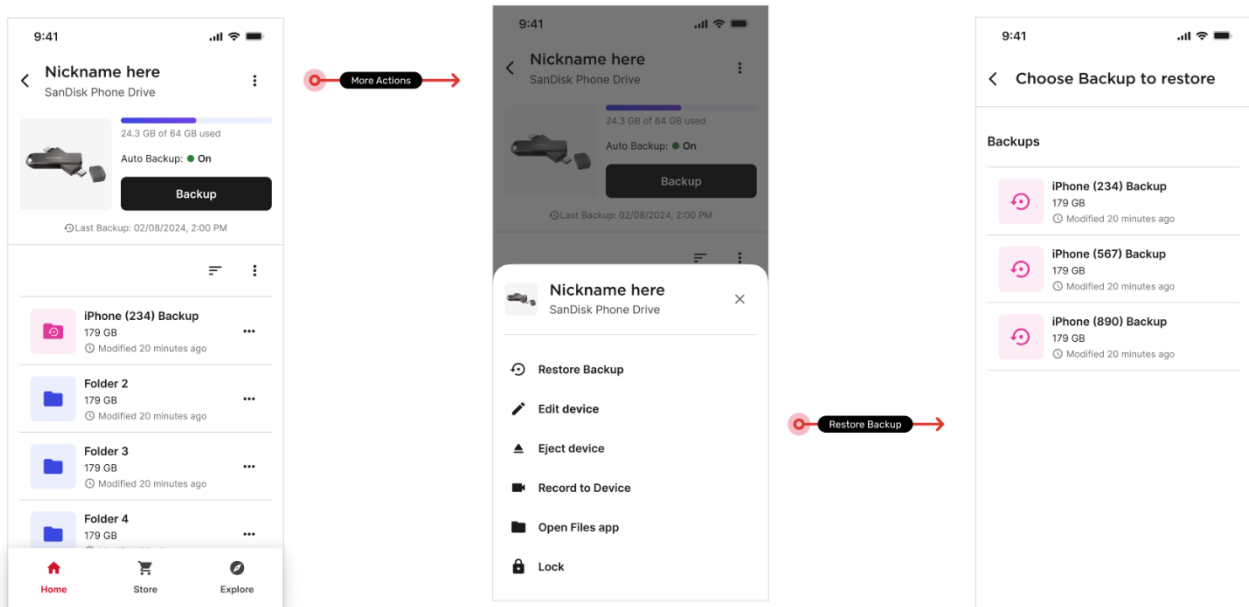 9:41
Nickname here
SanDisk Phone Drive
24.3 GB of 64 GB used
Auto Backup: On
Backup
Last Backup: 02/08/2024, 2:00 PM
iPhone (234) Backup
179 GB
Modified 20 minutes ago
Folder 2
179 GB
Modified 20 minutes ago
Folder 3
179 GB
Modified 20 minutes ago
Folder 4
179 GB
Home
Store
Explore
More Actions
9:41
Nickname here
SanDisk Phone Drive
24.3 GB of 64 GB used
Auto Backup: On
Backup
Last Backup: 02/08/2024, 2:00 PM
Nickname here
SanDisk Phone Drive
Restore Backup
Edit device
Eject device
Record to Device
Open Files app
Lock
Restore Backup
9:41
Choose Backup to restore
Backups
iPhone (234) Backup
179 GB
Modified 20 minutes ago
iPhone (567) Backup
179 GB
Modified 20 minutes ago
iPhone (890) Backup
179 GB
Modified 20 minutes ago